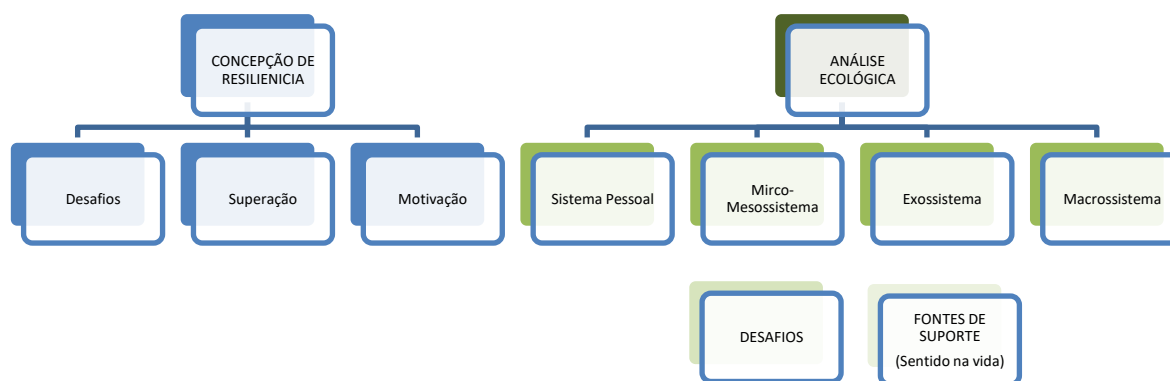 CONCEPÇÃO DE
RESILIENICIA
ANÁLISE
ECOLÓGICA
Desafios
Superação
Motivação
Sistema Pessoal
Mirco-
Mesossistema
Exossistema
Macrossistema
DESAFIOS
FONTES DE
SUPORTE
(Sentido na vida)